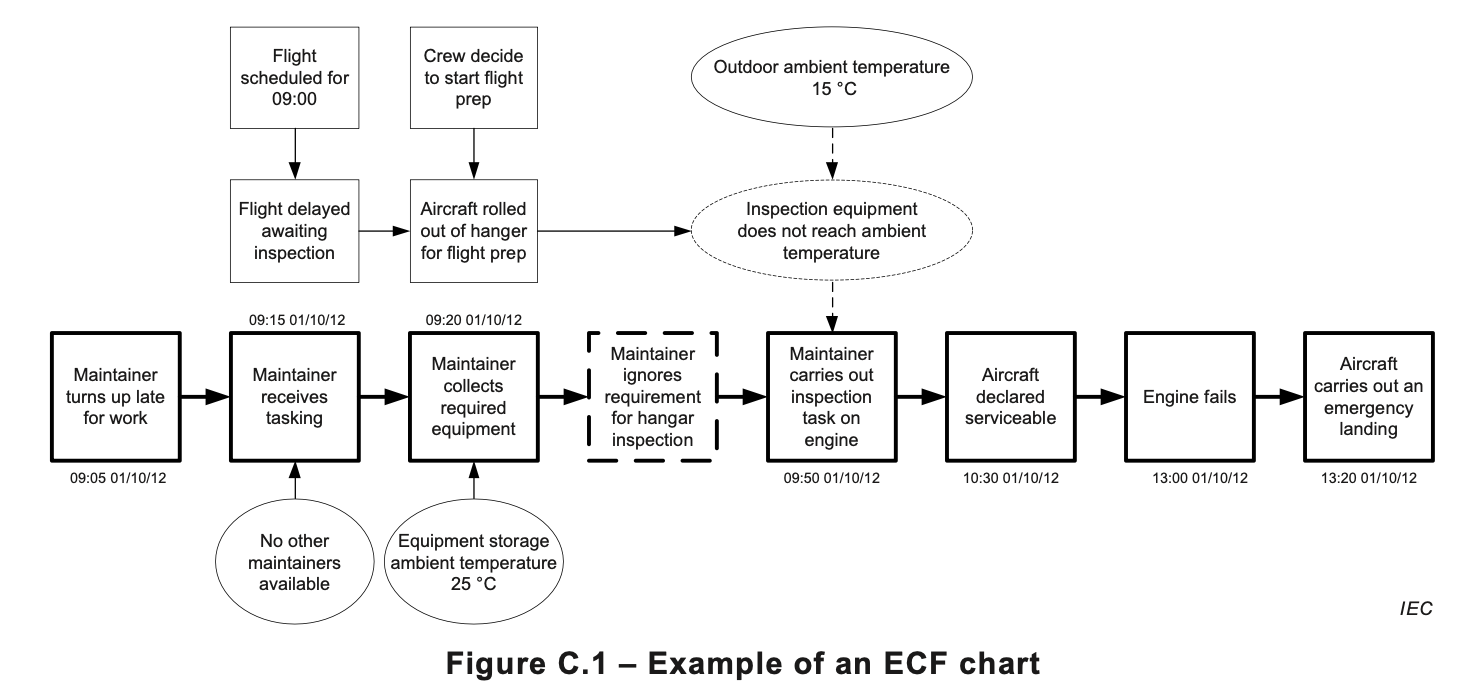 Flight
scheduled for
09:00
Crew decide
to start flight
prep
Outdoor ambient temperature
15 °C
Flight delayed
awaiting
inspection
Aircraft rolled
out of hanger
for flight prep
Inspection equipment
does not reach ambient
temperature
09:15 01/10/12
09:20 01/10/12
Maintainer
turns up late
for work
Maintainer
receives
tasking
Maintainer
collects
required
equipment
Maintainer
ignores
requirement
for hangar
inspection
Maintainer
carries out
inspection
task on
engine
Aircraft
declared
serviceable
Engine fails
Aircraft
carries out an
emergency
landing
09:05 01/10/12
09:50 01/10/12
10:30 01/10/12
13:00 01/10/12
13:20 01/10/12
No other
maintainers
available
Equipment storage
ambient temperature
25 °C
IEC
Figure C.1 – Example of an ECF chart